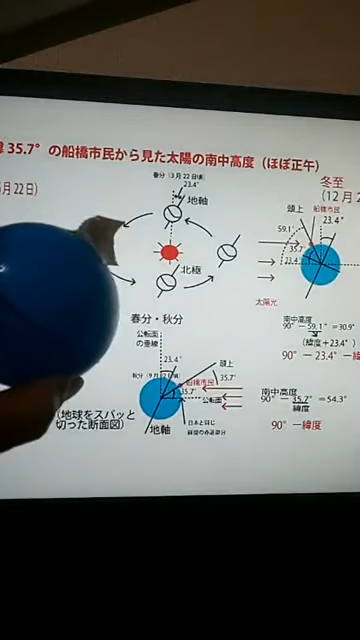 緯35.7°の船橋市民から見た太陽の南中高度（ほぼ正午）
月22日）
春分（3月22日頃）
23.4°
地軸
北極
冬至
（12月2
頭上
船橋市民
23.4°
59.1°
35.7°
23.4°
太陽光
南中高度
90° − 59.1° =30.9°
（緯度+23.4°）
90° −23.4° −緯
春分・秋分
公転面
の垂線
23.4°
頭上
船橋市民
35.7°
35.7°
公転面
地軸
日本と同じ
（地球をスパッと
切った断面図）
南中高度
90° − 35.7° =54.3°
緯度
90° −緯度